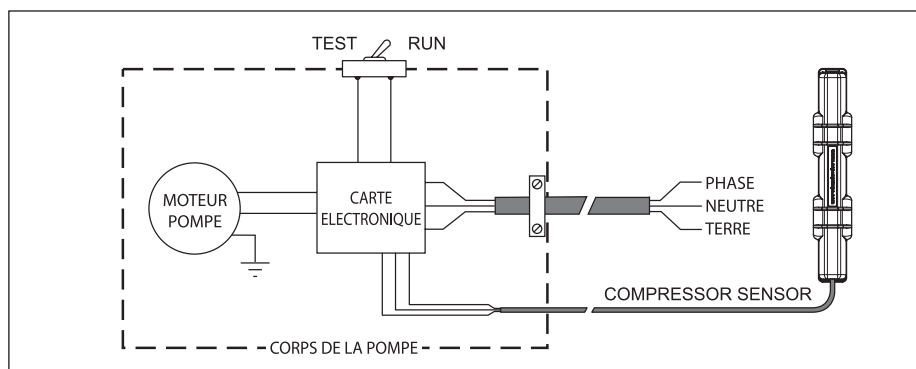 TEST RUN
MOTEUR
POMPE
CARTE
ELECTRONIQUE
PHASE
NEUTRE
TERRE
COMPRESSOR SENSOR
CORPS DE LA POMPE